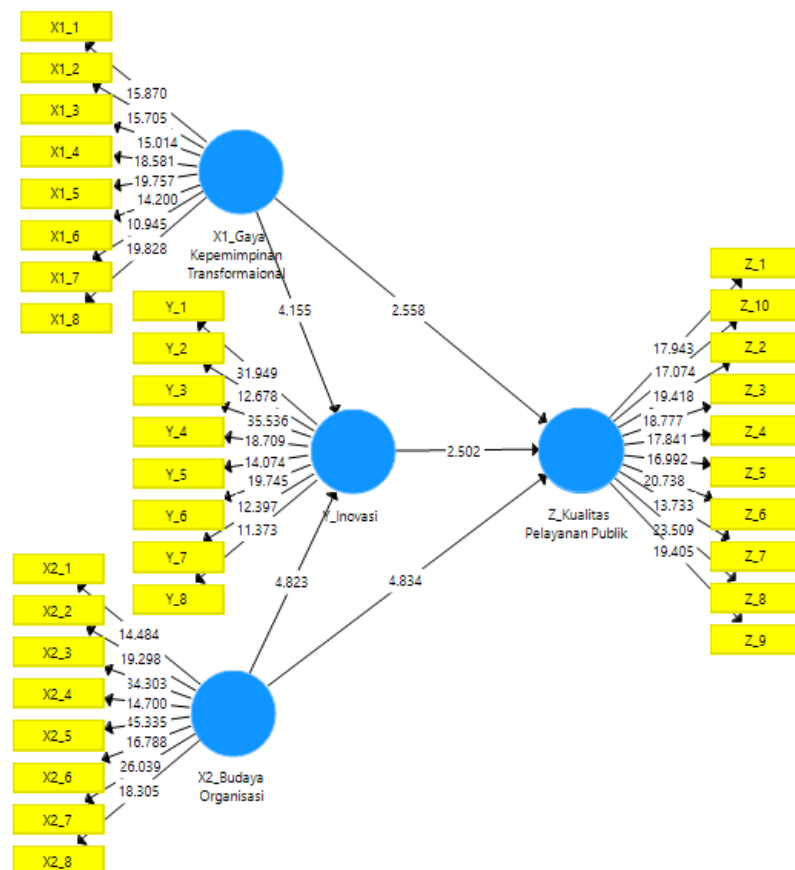 X1_1
X1_2
X1_3
X1_4
X1_5
X1_6
X1_7
X1_8
15.870
15.705
15.014
18.581
19.757
14.200
10.945
19.828
X1_Gaya
Kepemimpinan
Transformaional
4.155
2.558
Y_1
Y_2
Y_3
Y_4
Y_5
Y_6
Y_7
Y_8
31.949
12.678
35.536
18.709
14.074
19.745
12.397
11.373
Y_Inovasi
2.502
4.823
4.834
X2_1
X2_2
X2_3
X2_4
X2_5
X2_6
X2_7
X2_8
14.484
19.298
34.303
14.700
45.335
16.788
26.039
18.305
X2_Budaya
Organisasi
Z_Kualitas
Pelayanan Publik
17.943
17.074
19.418
18.777
17.841
16.992
20.738
13.733
23.509
19.405
Z_1
Z_10
Z_2
Z_3
Z_4
Z_5
Z_6
Z_7
Z_8
Z_9